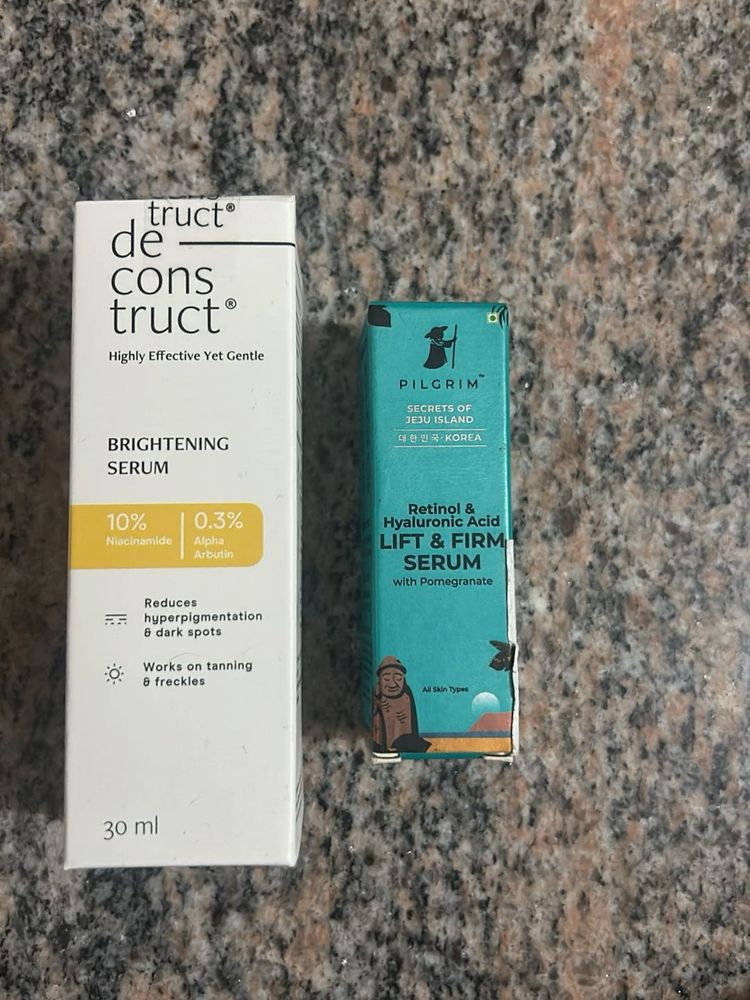 truct®
de
cons
truct®
Highly Effective Yet Gentle
BRIGHTENING
SERUM
10%
Niacinamide
0.3%
Alpha
Arbutin
Reduces
hyperpigmentation
& dark spots
Works on tanning
& freckles
30 ml
PILGRIM™
SECRETS OF
JEJU ISLAND
대한민국·KOREA
Retinol &
Hyaluronic Acid
LIFT & FIRM
SERUM
with Pomegranate
All Skin Types